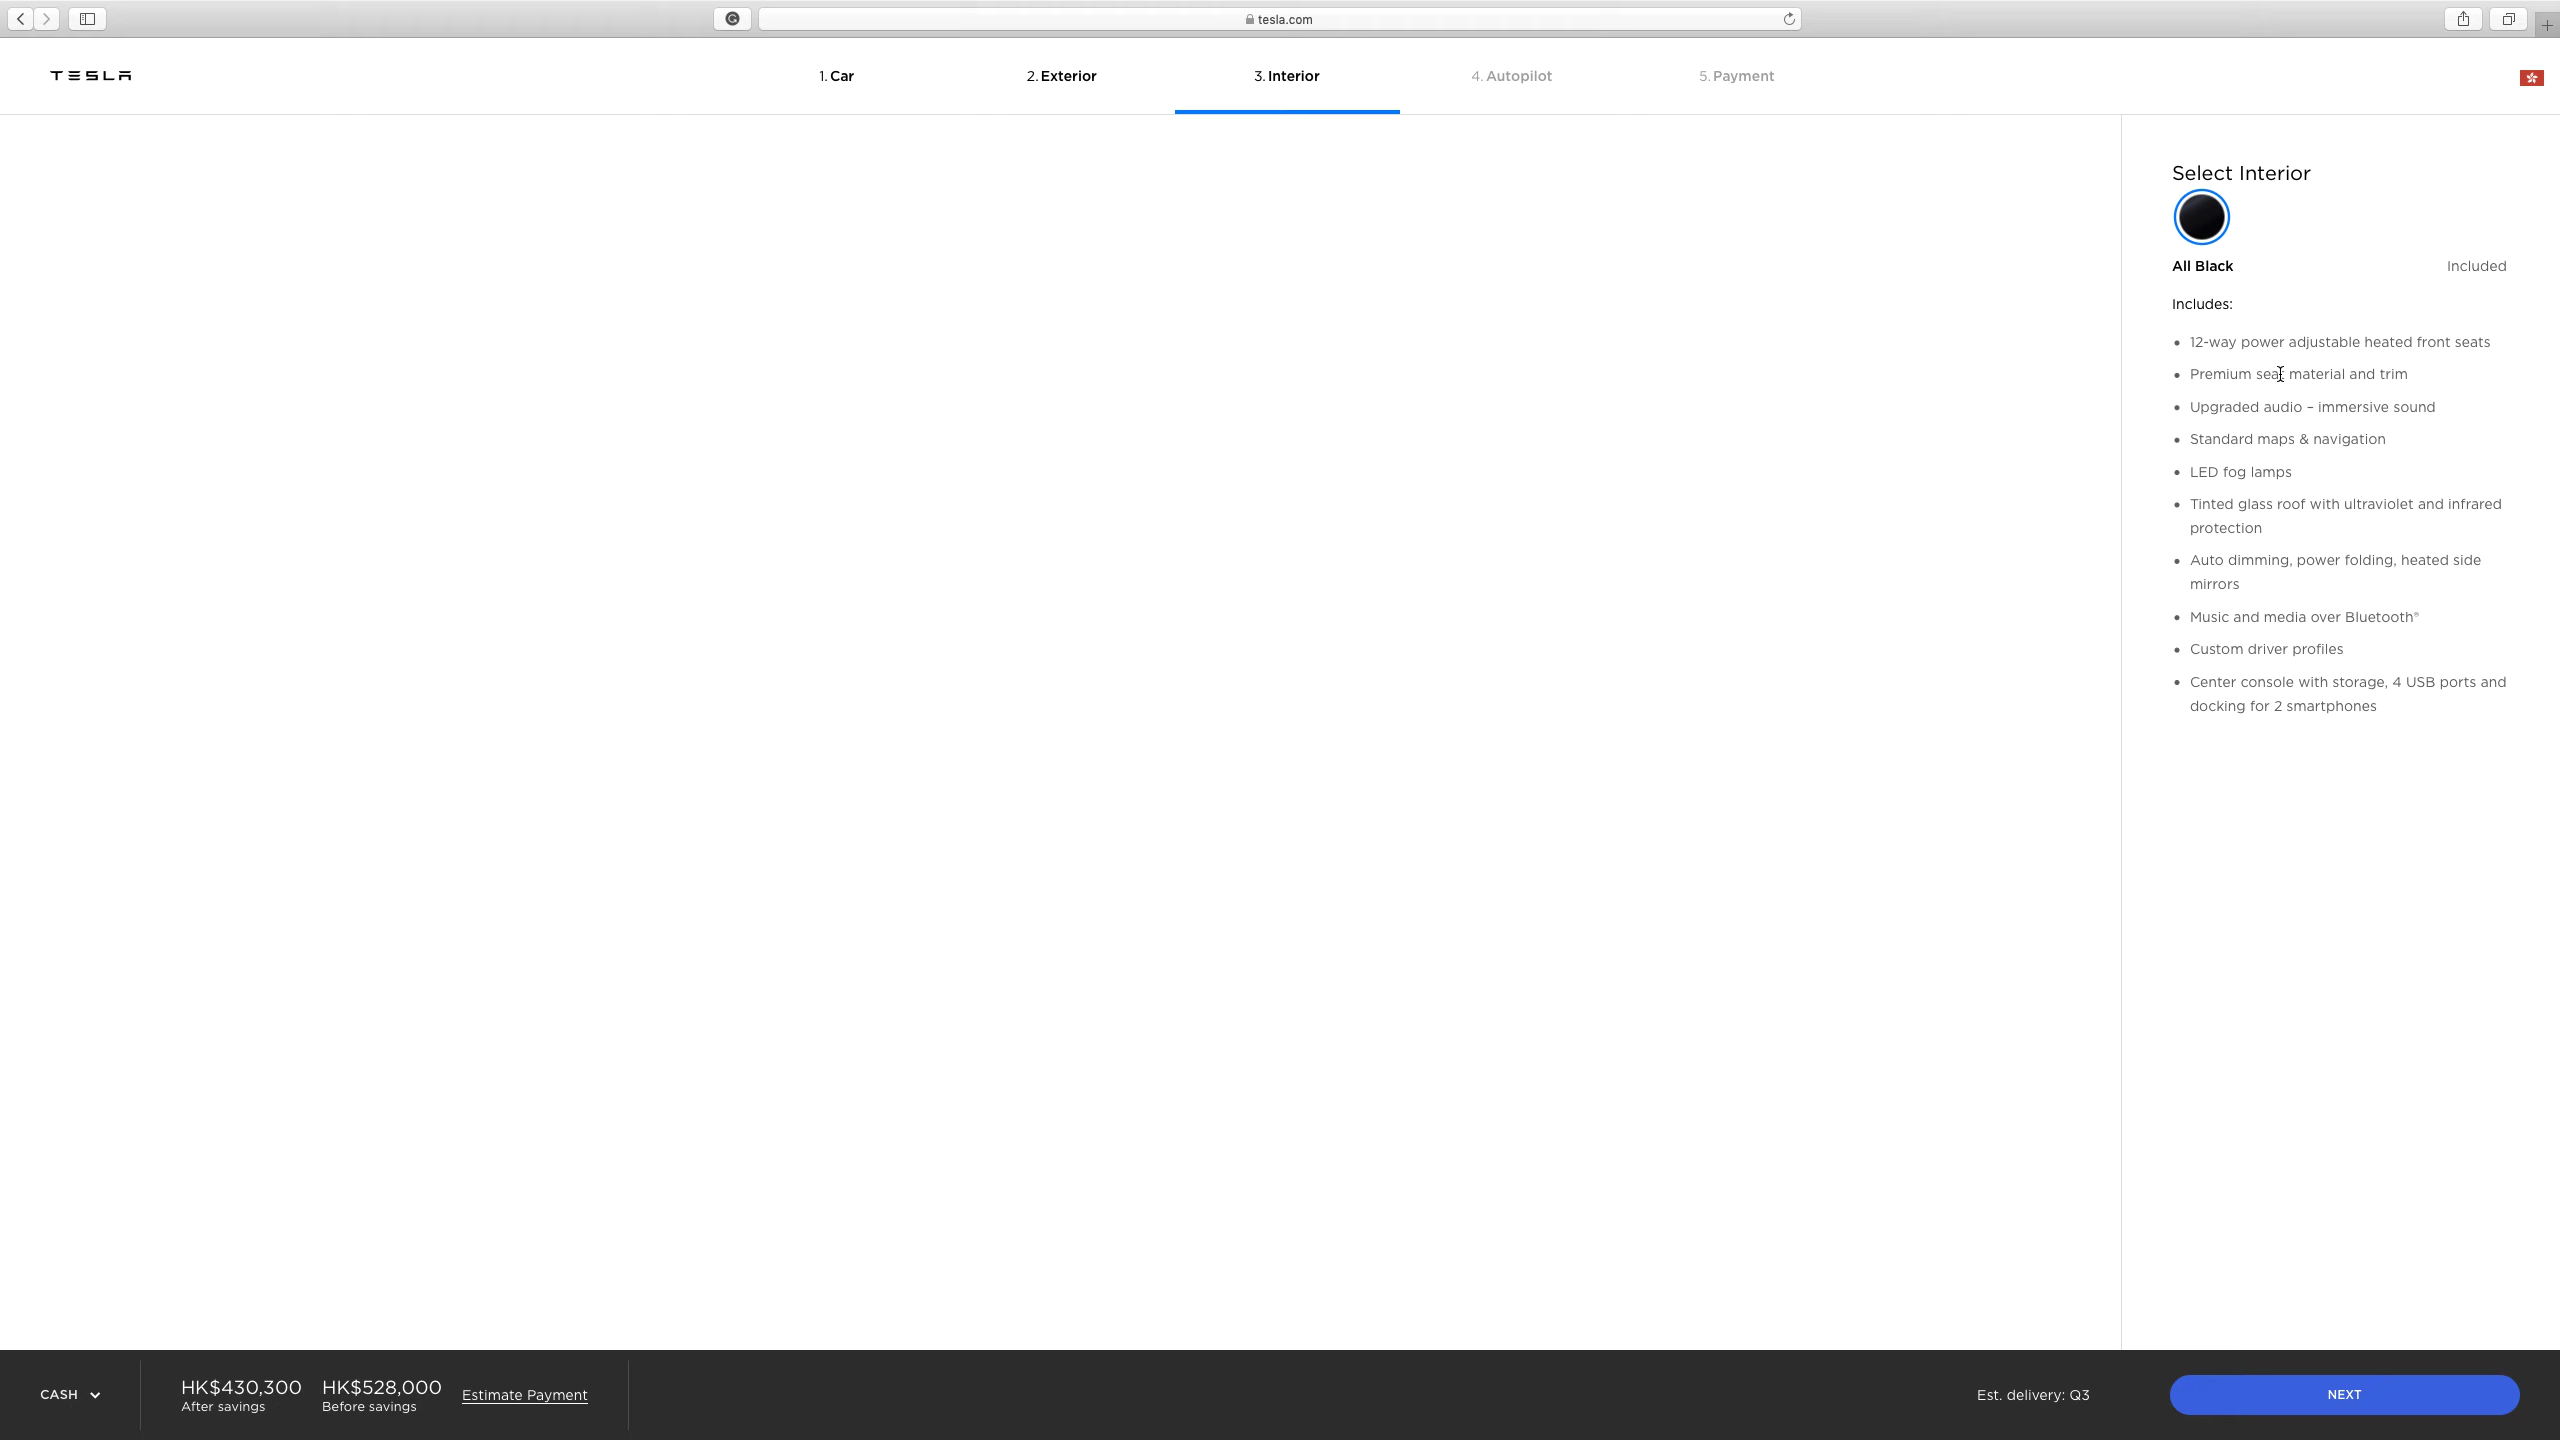 tesla.com
TESLA
1. Car
2. Exterior
3. Interior
4. Autopilot
5. Payment
Select Interior
All Black
Included
Includes:
12-way power adjustable heated front seats
Premium seat material and trim
Upgraded audio – immersive sound
Standard maps & navigation
LED fog lamps
Tinted glass roof with ultraviolet and infrared
protection
Auto dimming, power folding, heated side
mirrors
Music and media over Bluetooth®
Custom driver profiles
Center console with storage, 4 USB ports and
docking for 2 smartphones
CASH
HK$430,300
After savings
HK$528,000
Before savings
Estimate Payment
Est. delivery: Q3
NEXT